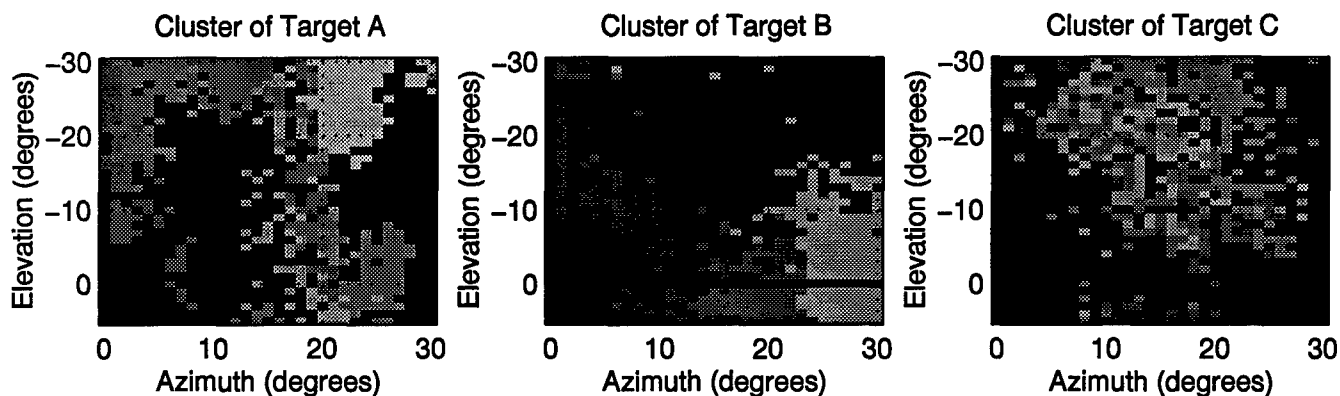 Cluster of Target A
Elevation (degrees)
−30
−20
−10
0
0 10 20 30
Azimuth (degrees)
Cluster of Target B
Elevation (degrees)
−30
−20
−10
0
0 10 20 30
Azimuth (degrees)
Cluster of Target C
Elevation (degrees)
−30
−20
−10
0
0 10 20 30
Azimuth (degrees)